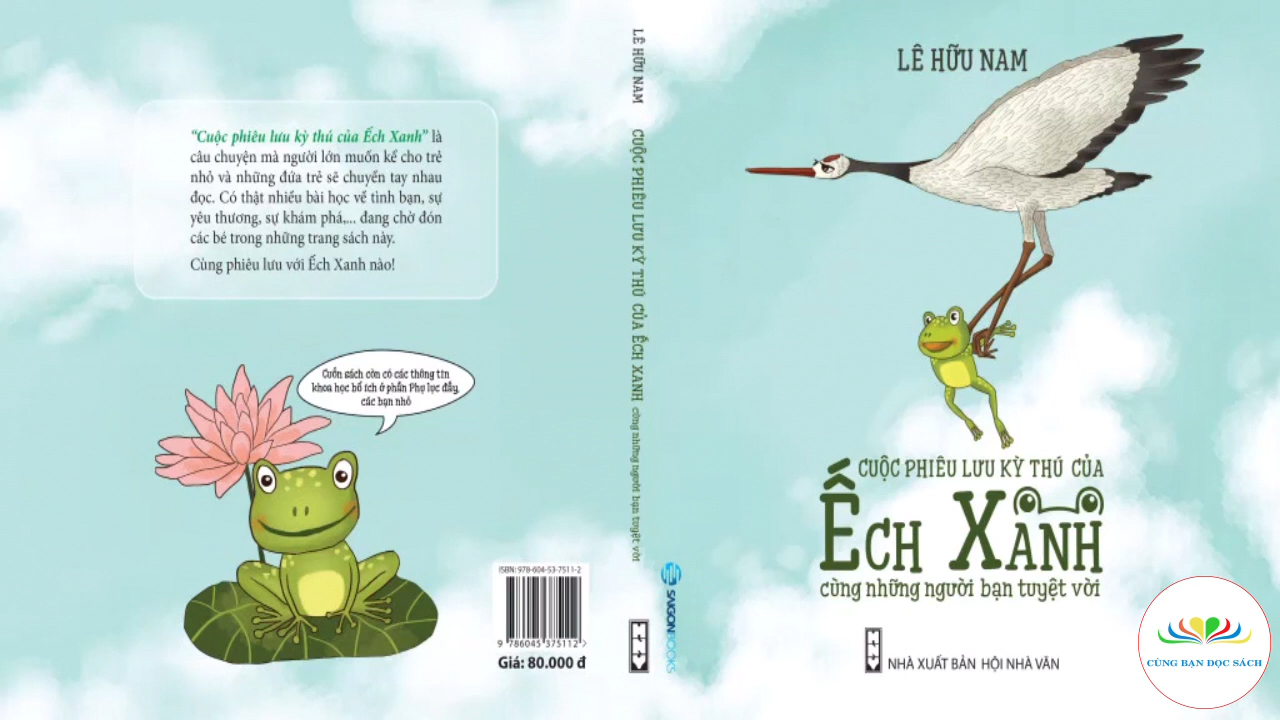 "Cuộc phiêu lưu kỳ thú của Ếch Xanh" là
câu chuyện mà người lớn muốn kể cho trẻ
nhỏ và những đứa trẻ sẽ chuyền tay nhau
đọc. Có thật nhiều bài học về tình bạn, sự
yêu thương, sự khám phá,... đang chờ đón
các bé trong những trang sách này.
Cùng phiêu lưu với Ếch Xanh nào!
Cuốn sách còn có các thông tin
khoa học bổ ích ở phần Phụ lục đấy,
các bạn nhỏ
ISBN: 978-604-53-7511-2
9 786045 375112 >
Giá: 80.000 đ
LÊ HỮU NAM CUỘC PHIÊU LƯU KỲ THÚ CỦA ẾCH XANH cùng những người bạn tuyệt vời
SAIGONBOOKS
LÊ HỮU NAM
CUỘC PHIÊU LƯU KỲ THÚ CỦA
ẾCH XANH
cùng những người bạn tuyệt vời
NHÀ XUẤT BẢN HỘI NHÀ VĂN
CÙNG BẠN ĐỌC SÁCH